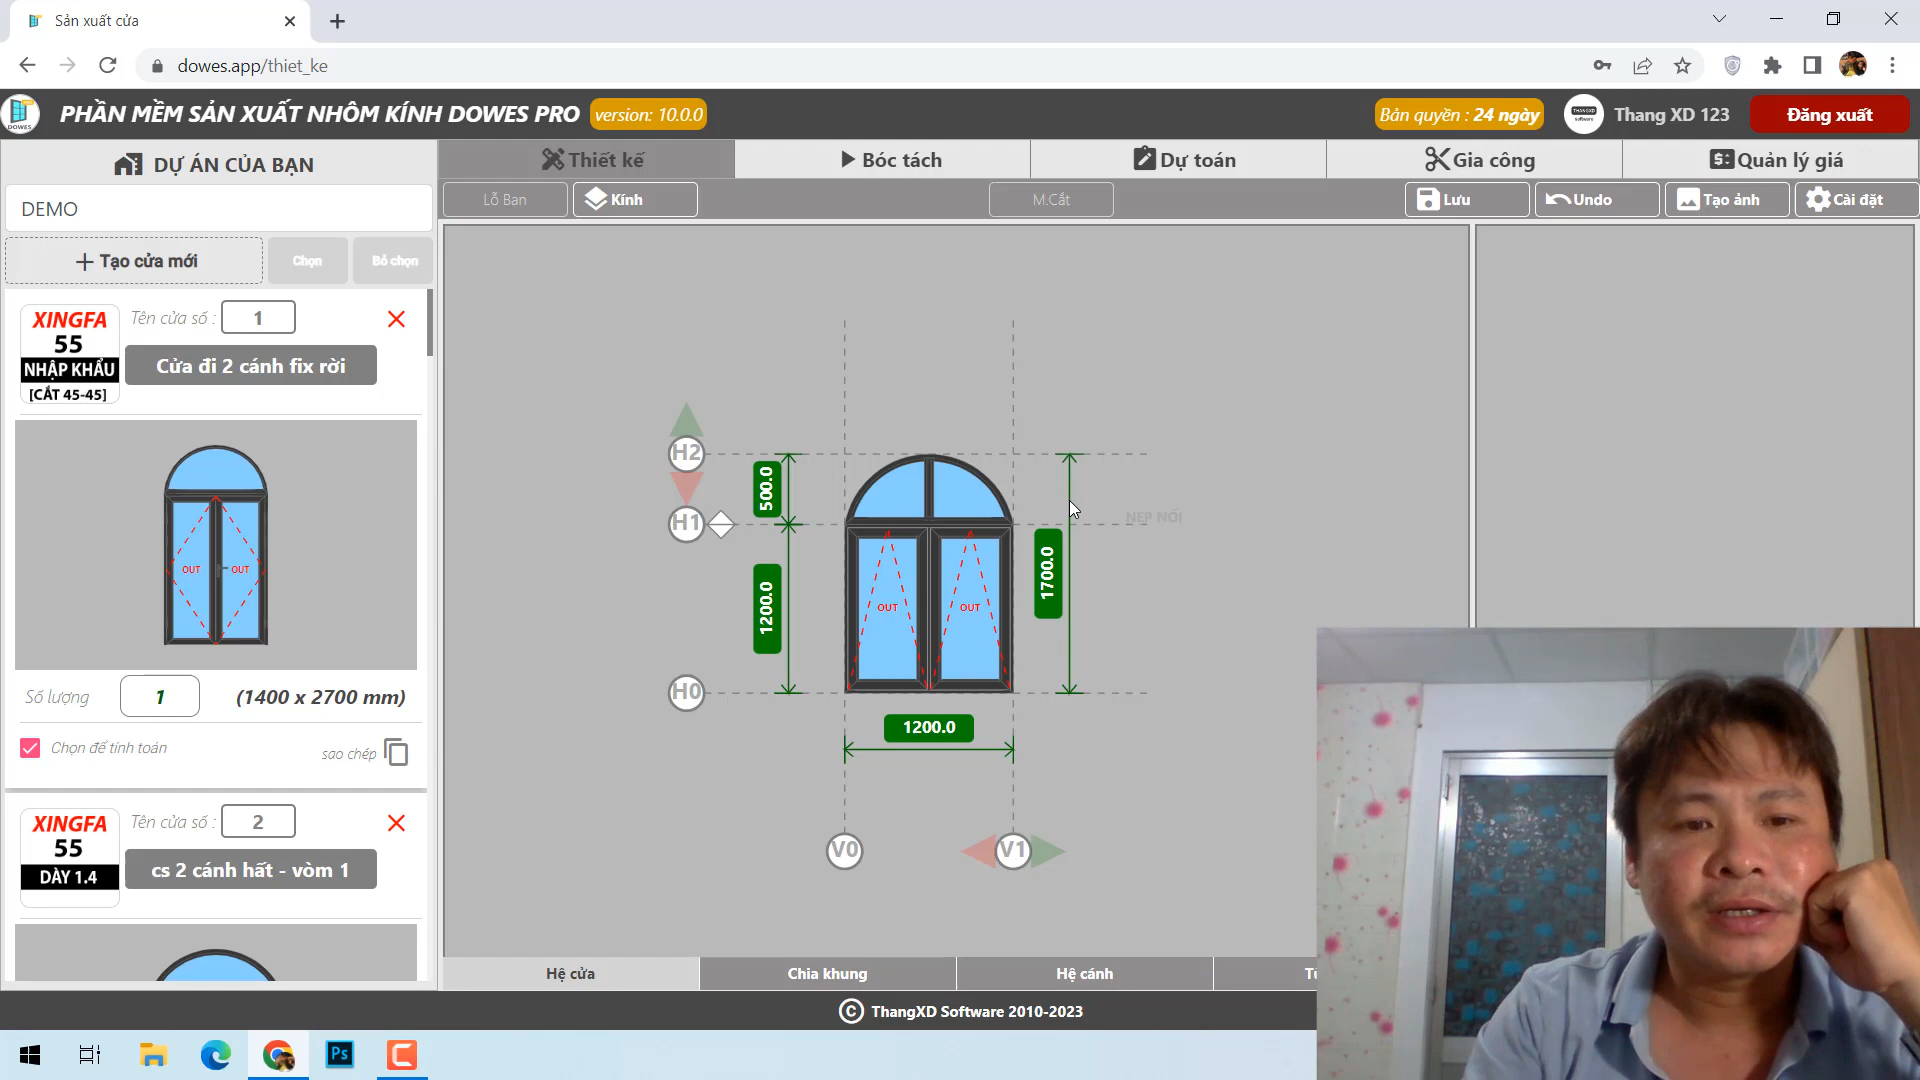 Sản xuất cửa
dowes.app/thiet_ke
DOWES
PHẦN MỀM SẢN XUẤT NHÔM KÍNH DOWES PRO
version: 10.0.0
Bản quyền : 24 ngày
Thang XD 123
Đăng xuất
DỰ ÁN CỦA BẠN
Thiết kế
Bóc tách
Dự toán
Gia công
Quản lý giá
Lỗ Ban
Kính
M.Cắt
Lưu
Undo
Tạo ảnh
Cài đặt
DEMO
Tạo cửa mới
Chọn
Bỏ chọn
XINGFA
55
NHẬP KHẨU
[CẮT 45-45]
Tên cửa số :
1
Cửa đi 2 cánh fix rời
OUT
OUT
Số lượng
1
(1400 x 2700 mm)
Chọn để tính toán
sao chép
XINGFA
55
DÀY 1.4
Tên cửa số :
2
cs 2 cánh hất - vòm 1
H2
500.0
H1
NẸP NỐI
1200.0
1700.0
OUT
OUT
H0
1200.0
V0
V1
Hệ cửa
Chia khung
Hệ cánh
ThangXD Software 2010-2023
Ps